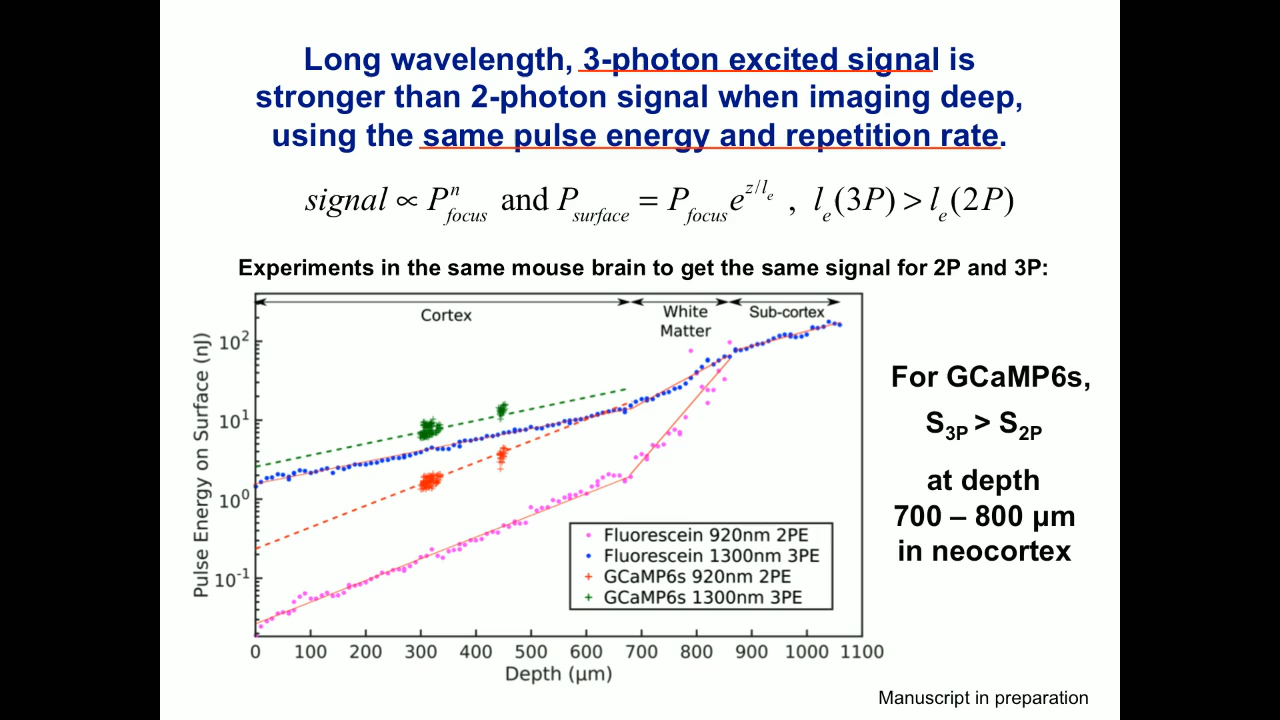 Long wavelength, 3-photon excited signal is
stronger than 2-photon signal when imaging deep,
using the same pulse energy and repetition rate.
signal ∝ P^n_focus and P_surface = P_focus e^{z/l_e} , l_e(3P) > l_e(2P)
Experiments in the same mouse brain to get the same signal for 2P and 3P:
Cortex
White
Matter
Sub-cortex
Pulse Energy on Surface (nJ)
10^2
10^1
10^0
10^-1
Fluorescein 920nm 2PE
Fluorescein 1300nm 3PE
GCaMP6s 920nm 2PE
GCaMP6s 1300nm 3PE
0 100 200 300 400 500 600 700 800 900 1000 1100
Depth (μm)
For GCaMP6s,
S_3P > S_2P
at depth
700 – 800 μm
in neocortex
Manuscript in preparation